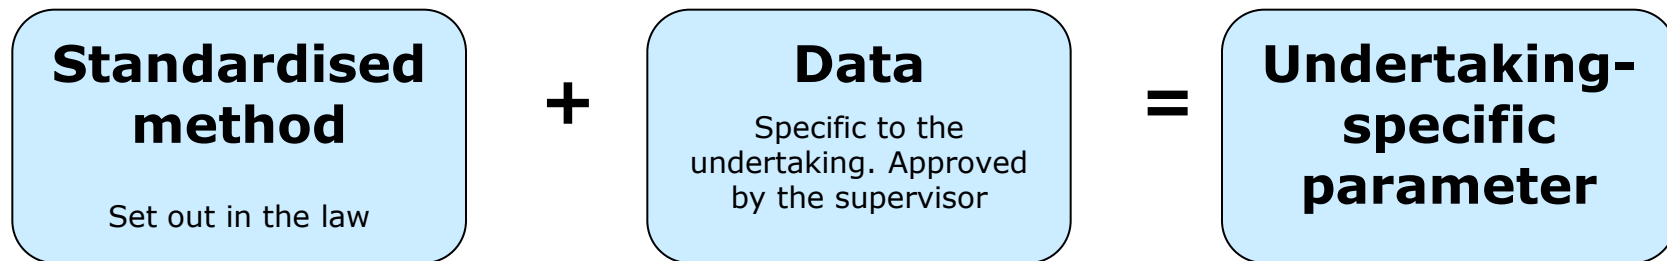 Standardised
method
Set out in the law
+
Data
Specific to the
undertaking. Approved
by the supervisor
=
Undertaking-
specific
parameter